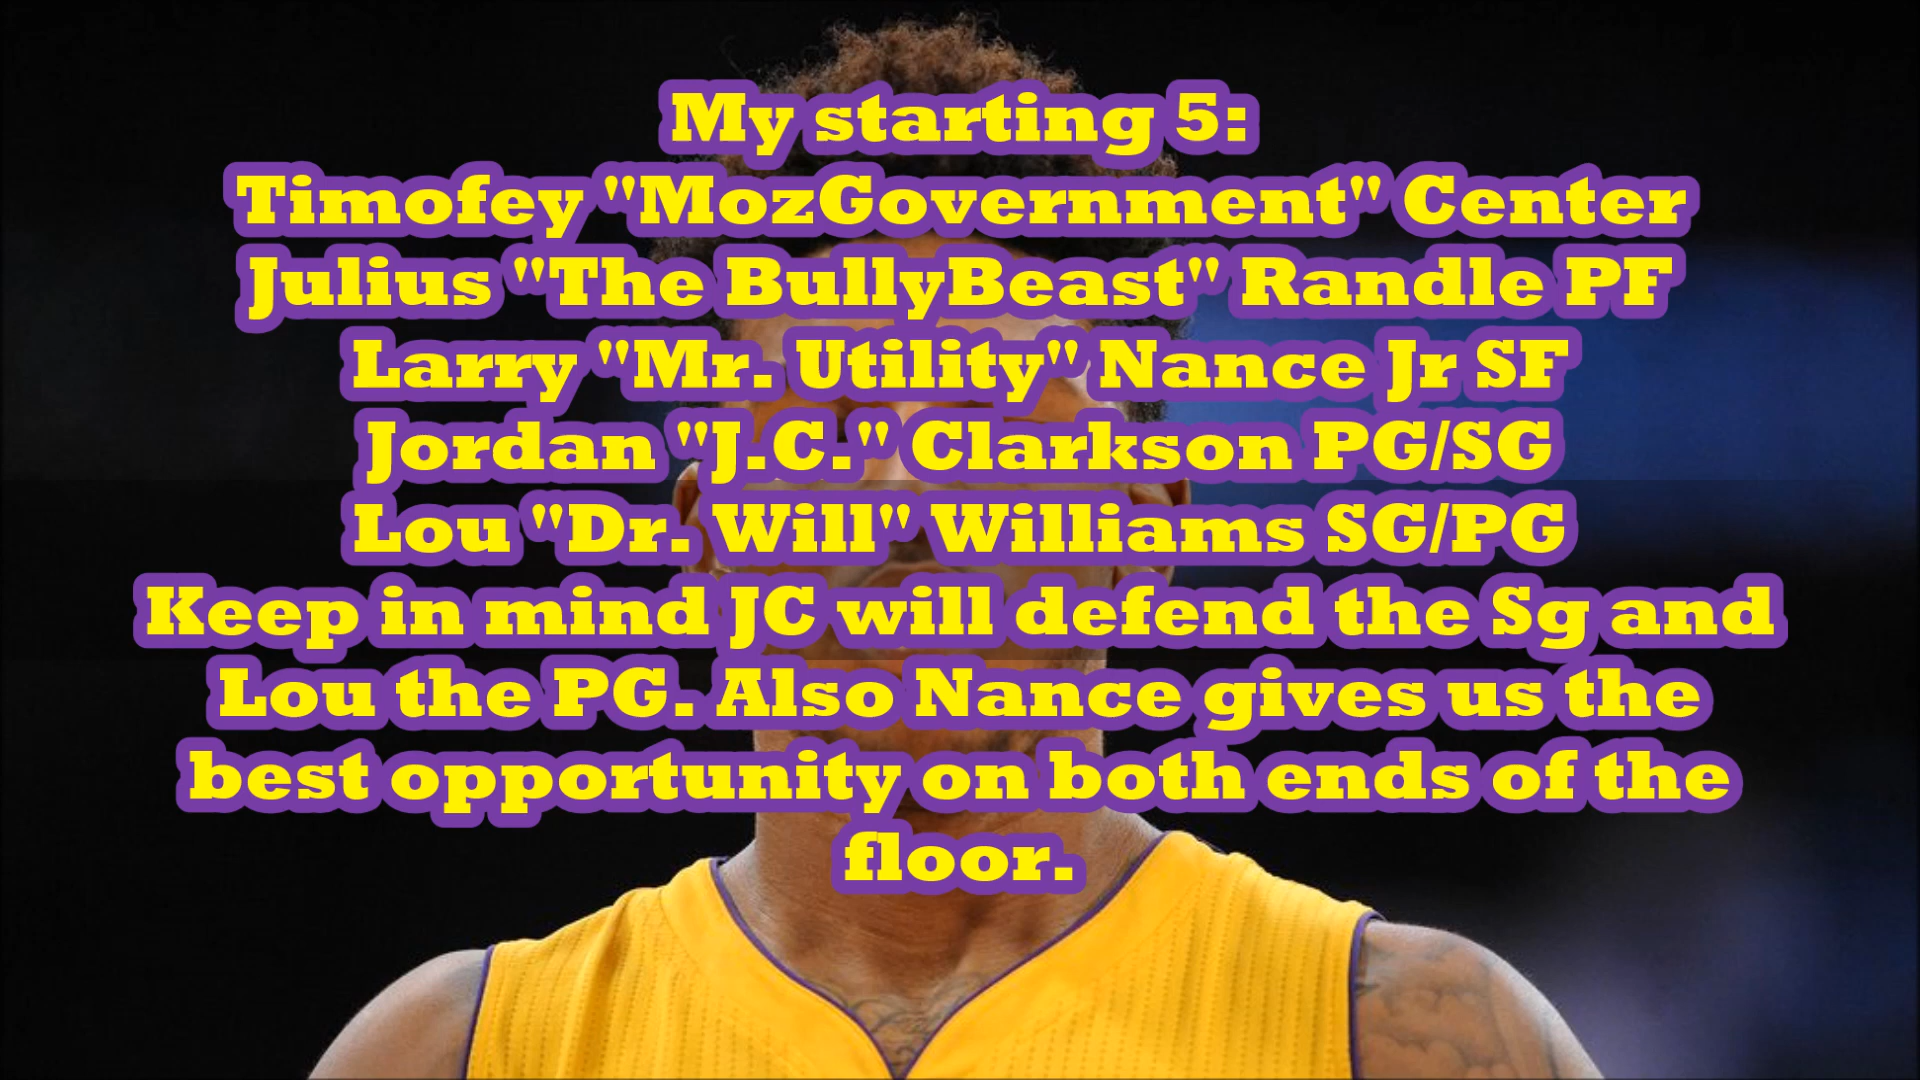 My starting 5:
Timofey "MozGovernment" Center
Julius "The BullyBeast" Randle PF
Larry "Mr. Utility" Nance Jr SF
Jordan "J.C." Clarkson PG/SG
Lou "Dr. Will" Williams SG/PG
Keep in mind JC will defend the Sg and
Lou the PG. Also Nance gives us the
best opportunity on both ends of the
floor.